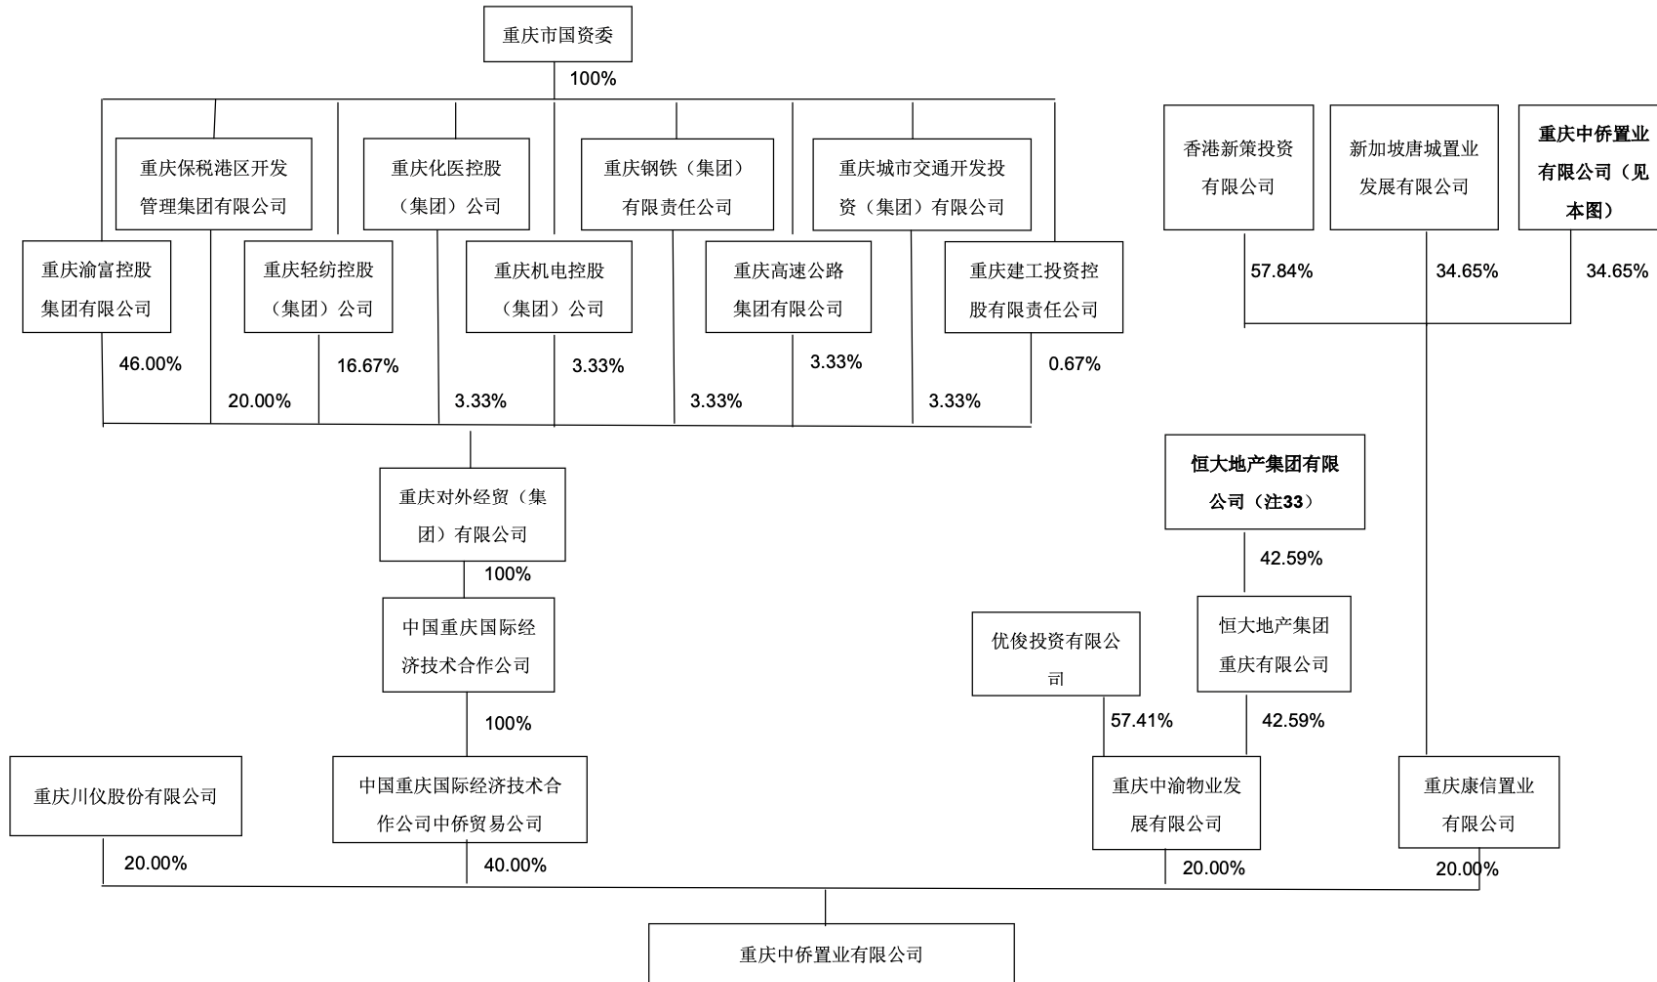 重庆市国资委
100%
重庆保税港区开发
管理集团有限公司
重庆化医控股
（集团）公司
重庆钢铁（集团）
有限责任公司
重庆城市交通开发投
资（集团）有限公司
香港新策投资
有限公司
新加坡唐城置业
发展有限公司
重庆中侨置业
有限公司（见
本图）
重庆渝富控股
集团有限公司
重庆轻纺控股
（集团）公司
重庆机电控股
（集团）公司
重庆高速公路
集团有限公司
重庆建工投资控
股有限责任公司
57.84%
34.65%
34.65%
46.00%
16.67%
3.33%
3.33%
0.67%
20.00%
3.33%
3.33%
3.33%
重庆对外经贸（集
团）有限公司
恒大地产集团有限
公司（注33）
100%
42.59%
中国重庆国际经
济技术合作公司
优俊投资有限公
司
恒大地产集团
重庆有限公司
100%
57.41%
42.59%
重庆川仪股份有限公司
中国重庆国际经济技术合
作公司中侨贸易公司
重庆中渝物业发
展有限公司
重庆康信置业
有限公司
20.00%
40.00%
20.00%
20.00%
重庆中侨置业有限公司